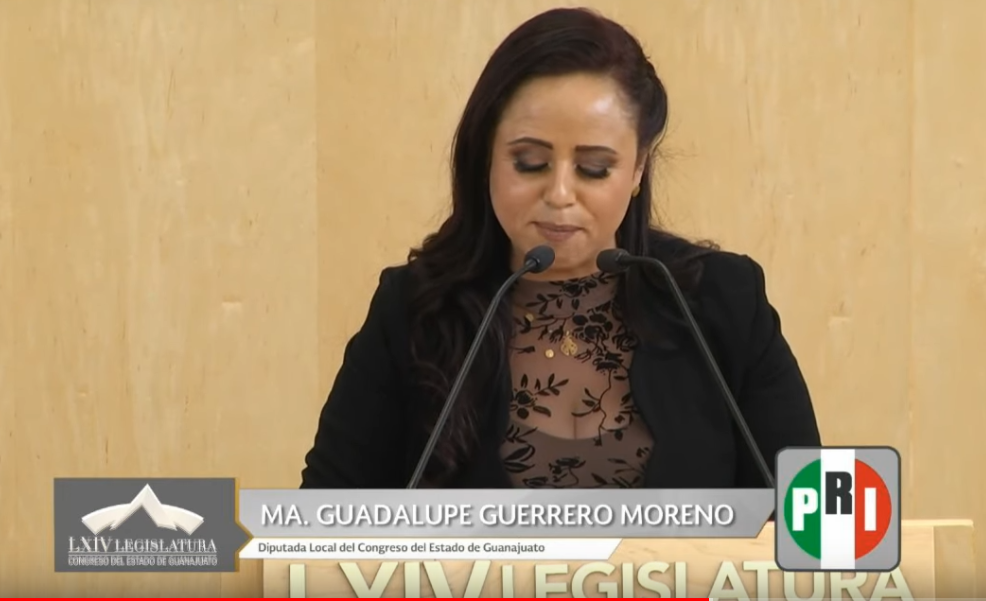 MA. GUADALUPE GUERRERO MORENO
Diputada Local del Congreso del Estado de Guanajuato
PRI
LXIV LEGISLATURA
CONGRESO DEL ESTADO DE GUANAJUATO
LXIV LEGISLATURA